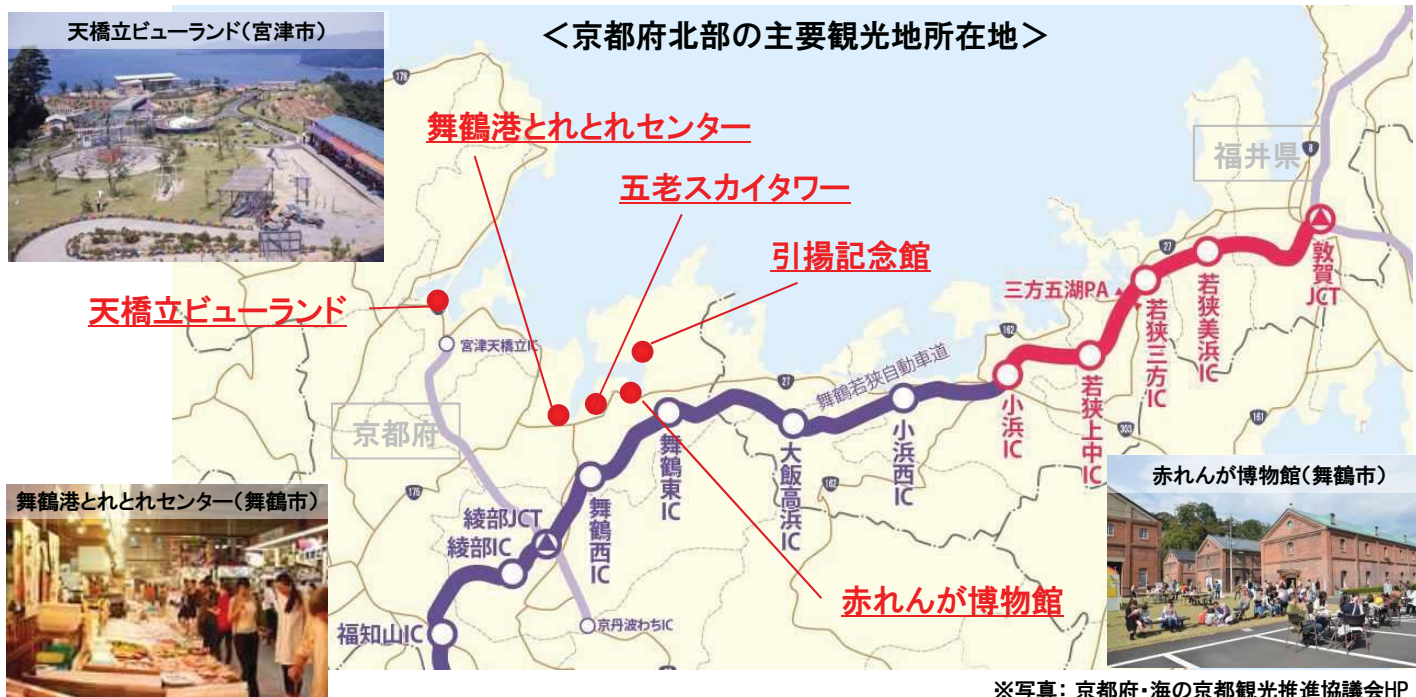 ＜京都府北部の主要観光地所在地＞
天橋立ビューランド（宮津市）
178
舞鶴港とれとれセンター
五老スカイタワー
引揚記念館
天橋立ビューランド
宮津天橋立IC
京都府
福井県
8
27
敦賀JCT
三方五湖PA
若狭美浜IC
若狭三方IC
162
若狭上中IC
小浜IC
303
161
舞鶴若狭自動車道
27
小浜西IC
大飯高浜IC
162
舞鶴東IC
舞鶴西IC
175
綾部JCT
綾部IC
福知山IC
京丹波わちIC
赤れんが博物館
舞鶴港とれとれセンター（舞鶴市）
赤れんが博物館（舞鶴市）
※写真：京都府・海の京都観光推進協議会HP